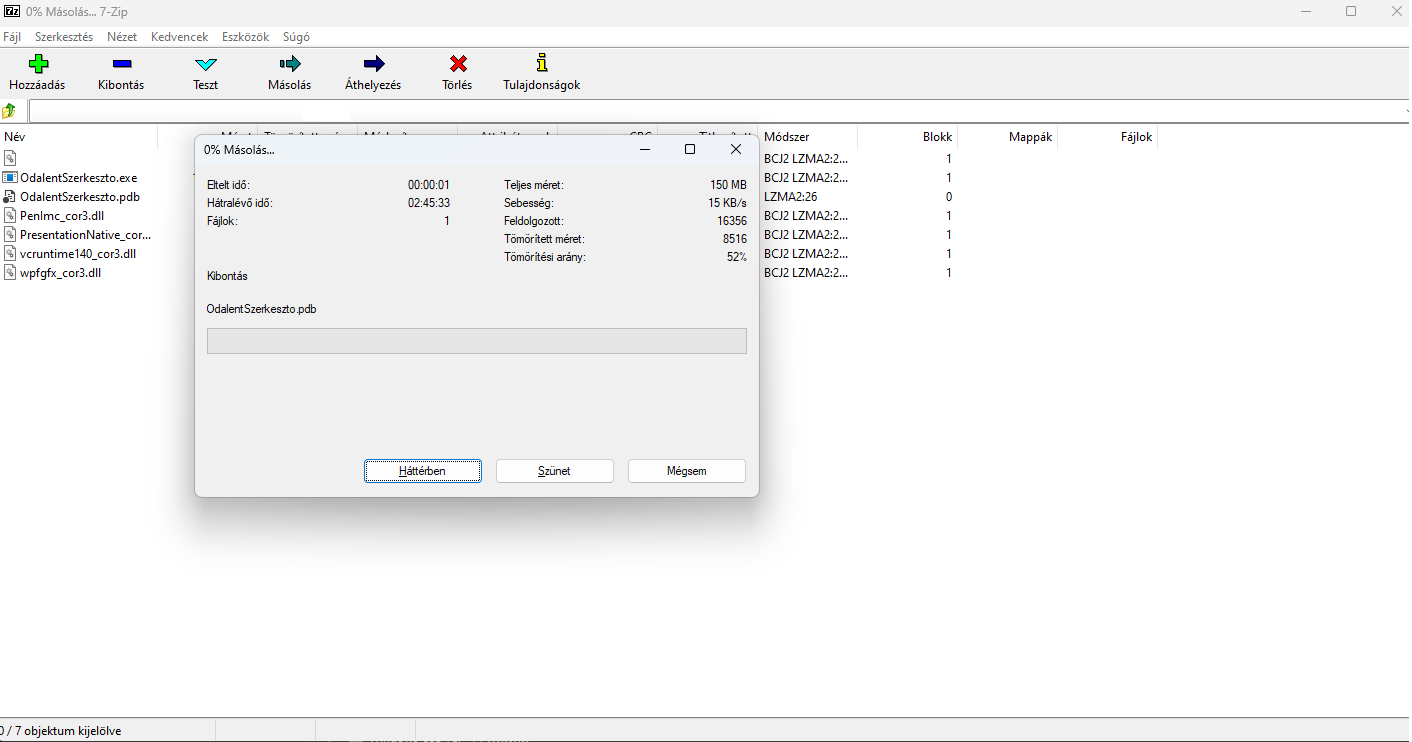 0% Másolás... 7-Zip
Fájl Szerkesztés Nézet Kedvencek Eszközök Súgó
Hozzáadás Kibontás Teszt Másolás Áthelyezés Törlés Tulajdonságok
Név Módszer Blokk Mappák Fájlok
BCJ2 LZMA2:2... 1
OdalentSzerkeszto.exe BCJ2 LZMA2:2... 1
OdalentSzerkeszto.pdb LZMA2:26 0
PenImc_cor3.dll BCJ2 LZMA2:2... 1
PresentationNative_cor... BCJ2 LZMA2:2... 1
vcruntime140_cor3.dll BCJ2 LZMA2:2... 1
wpfgfx_cor3.dll BCJ2 LZMA2:2... 1
0% Másolás...
Eltelt idő: 00:00:01 Teljes méret: 150 MB
Hátralévő idő: 02:45:33 Sebesség: 15 KB/s
Fájlok: 1 Feldolgozott: 16356
Tömörített méret: 8516
Tömörítési arány: 52%
Kibontás
OdalentSzerkeszto.pdb
Háttérben Szünet Mégsem
0 / 7 objektum kijelölve